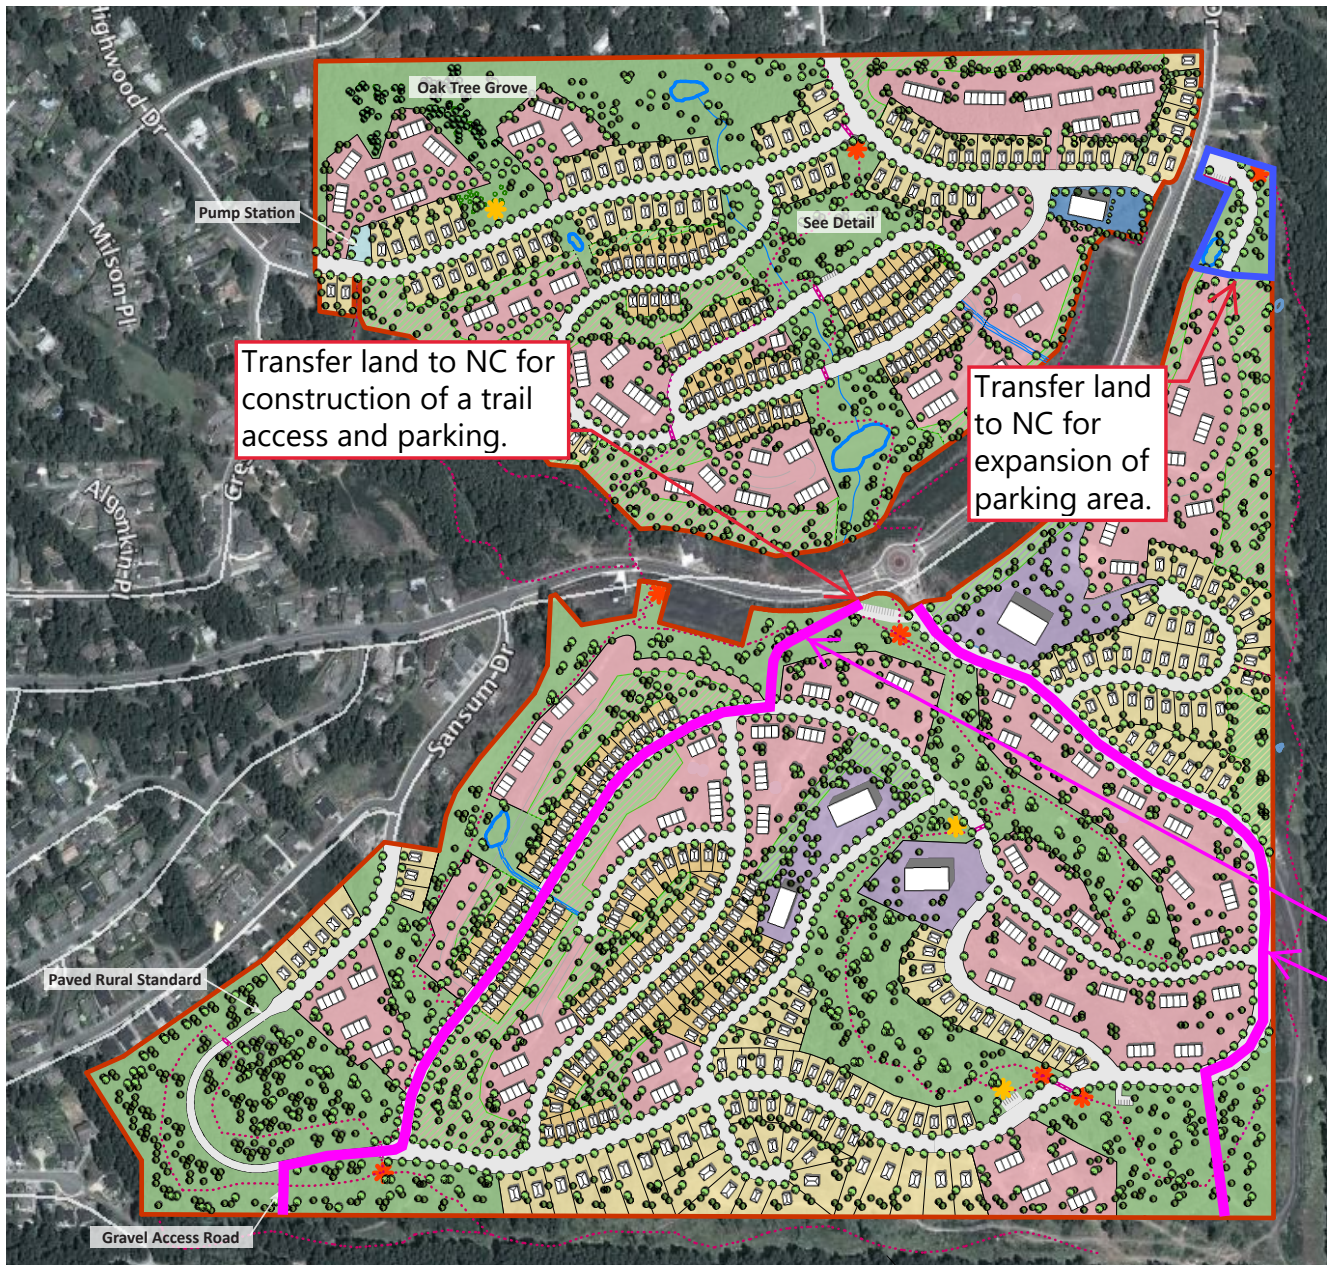 Highwood Dr
Dr
Oak Tree Grove
Pump Station
See Detail
Milson Pl
Transfer land to NC for
construction of a trail
access and parking.
Transfer land
to NC for
expansion of
parking area.
Algonkin Pl
Cre
Sansum Dr
Paved Rural Standard
Gravel Access Road